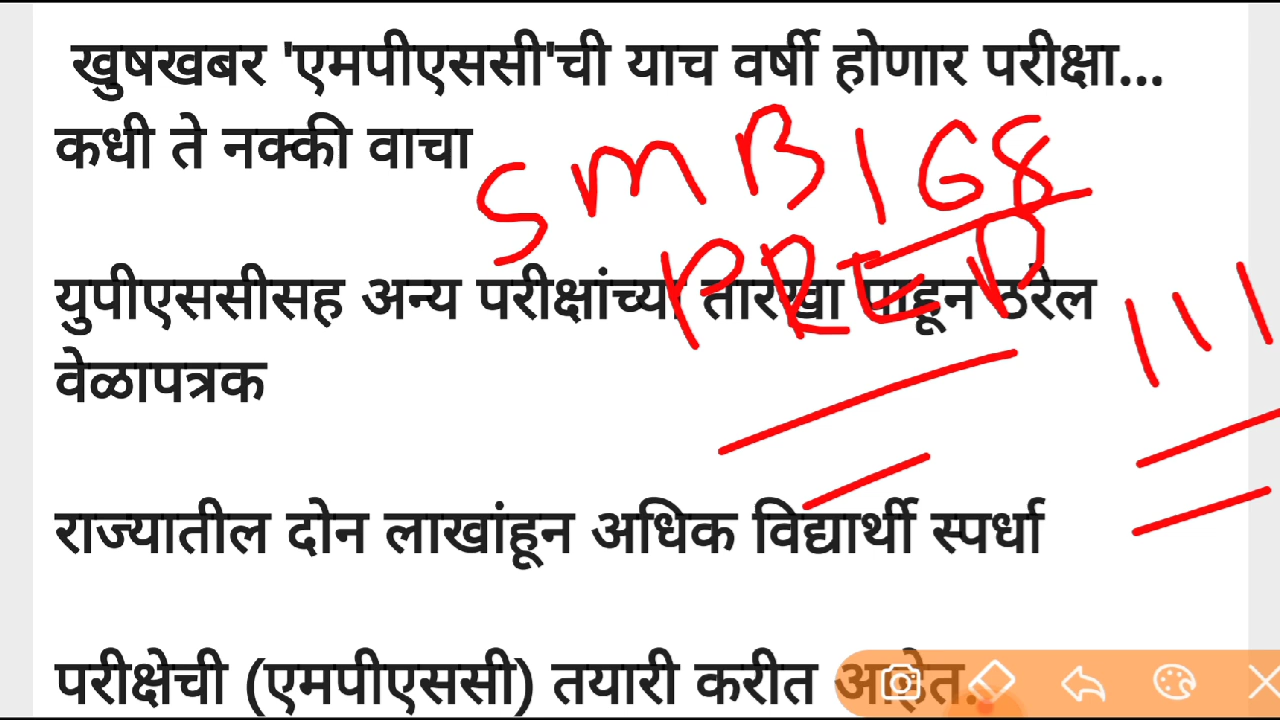 खुषखबर 'एमपीएससी'ची याच वर्षी होणार परीक्षा...
कधी ते नक्की वाचा
SMB168
PRED
युपीएससीसह अन्य परीक्षांच्या तारखा पाहून ठरेल
वेळापत्रक
राज्यातील दोन लाखांहून अधिक विद्यार्थी स्पर्धा
परीक्षेची (एमपीएससी) तयारी करीत आहेत.